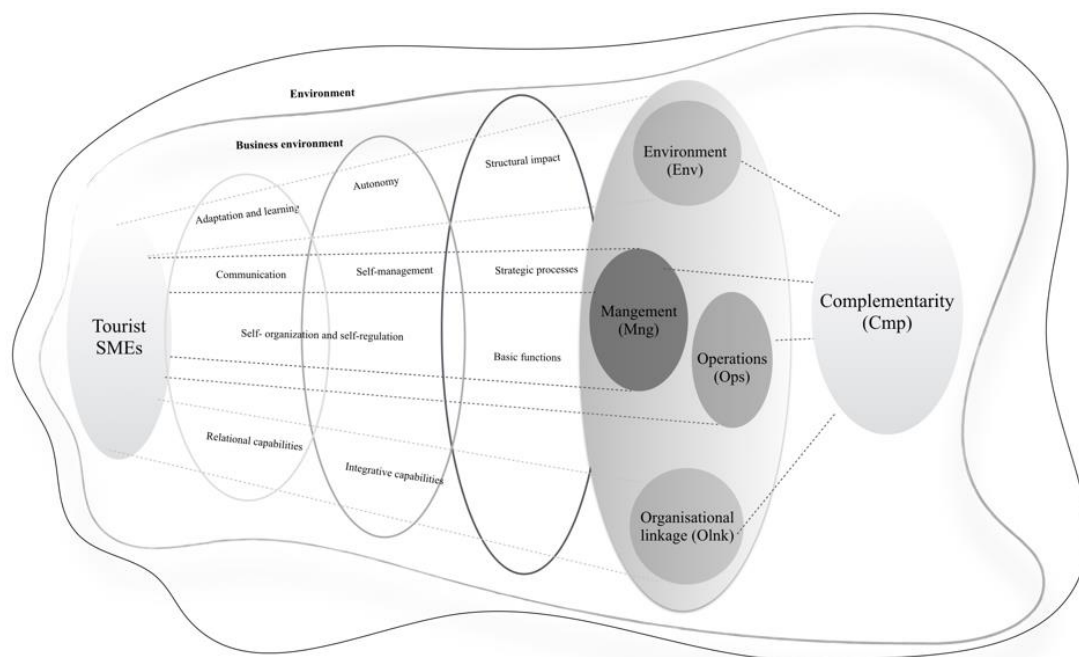 Environment
Business environment
Structural impact
Autonomy
Adaptation and learning
Environment
(Env)
Communication
Self-management
Strategic processes
Tourist
SMEs
Mangement
(Mng)
Complementarity
(Cmp)
Self- organization and self-regulation
Basic functions
Operations
(Ops)
Relational capabilities
Integrative capabilities
Organisational
linkage (Olnk)